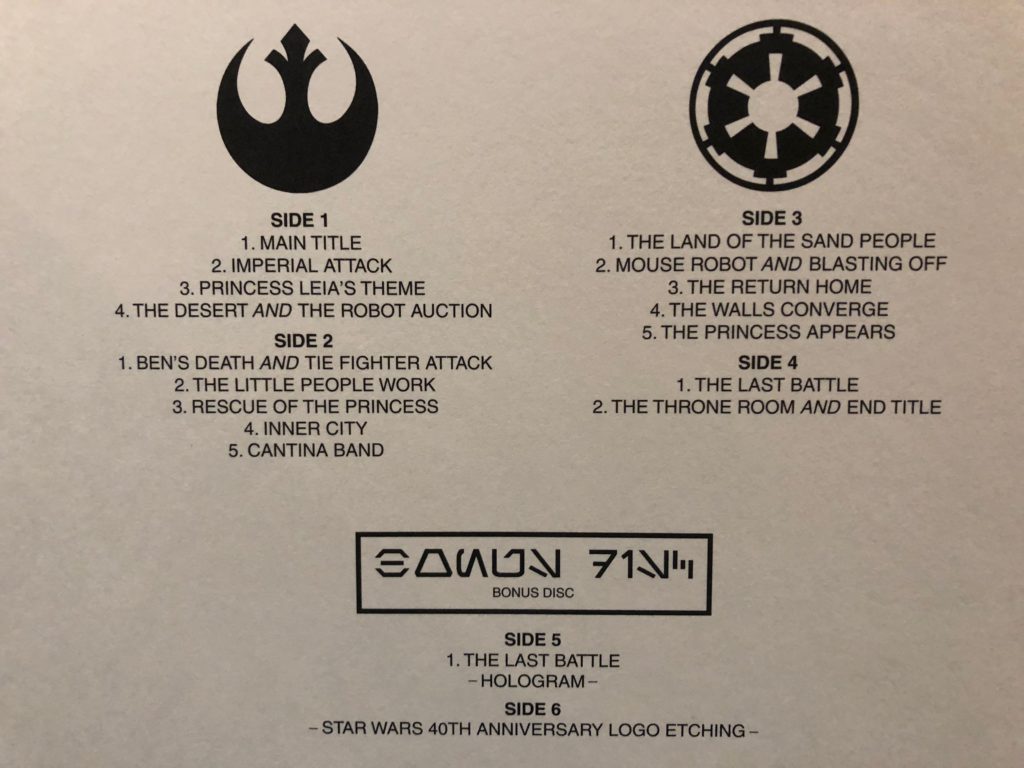 SIDE 1
1. MAIN TITLE
2. IMPERIAL ATTACK
3. PRINCESS LEIA'S THEME
4. THE DESERT AND THE ROBOT AUCTION
SIDE 2
1. BEN'S DEATH AND TIE FIGHTER ATTACK
2. THE LITTLE PEOPLE WORK
3. RESCUE OF THE PRINCESS
4. INNER CITY
5. CANTINA BAND
SIDE 3
1. THE LAND OF THE SAND PEOPLE
2. MOUSE ROBOT AND BLASTING OFF
3. THE RETURN HOME
4. THE WALLS CONVERGE
5. THE PRINCESS APPEARS
SIDE 4
1. THE LAST BATTLE
2. THE THRONE ROOM AND END TITLE
BONUS DISC
SIDE 5
1. THE LAST BATTLE
– HOLOGRAM –
SIDE 6
– STAR WARS 40TH ANNIVERSARY LOGO ETCHING –